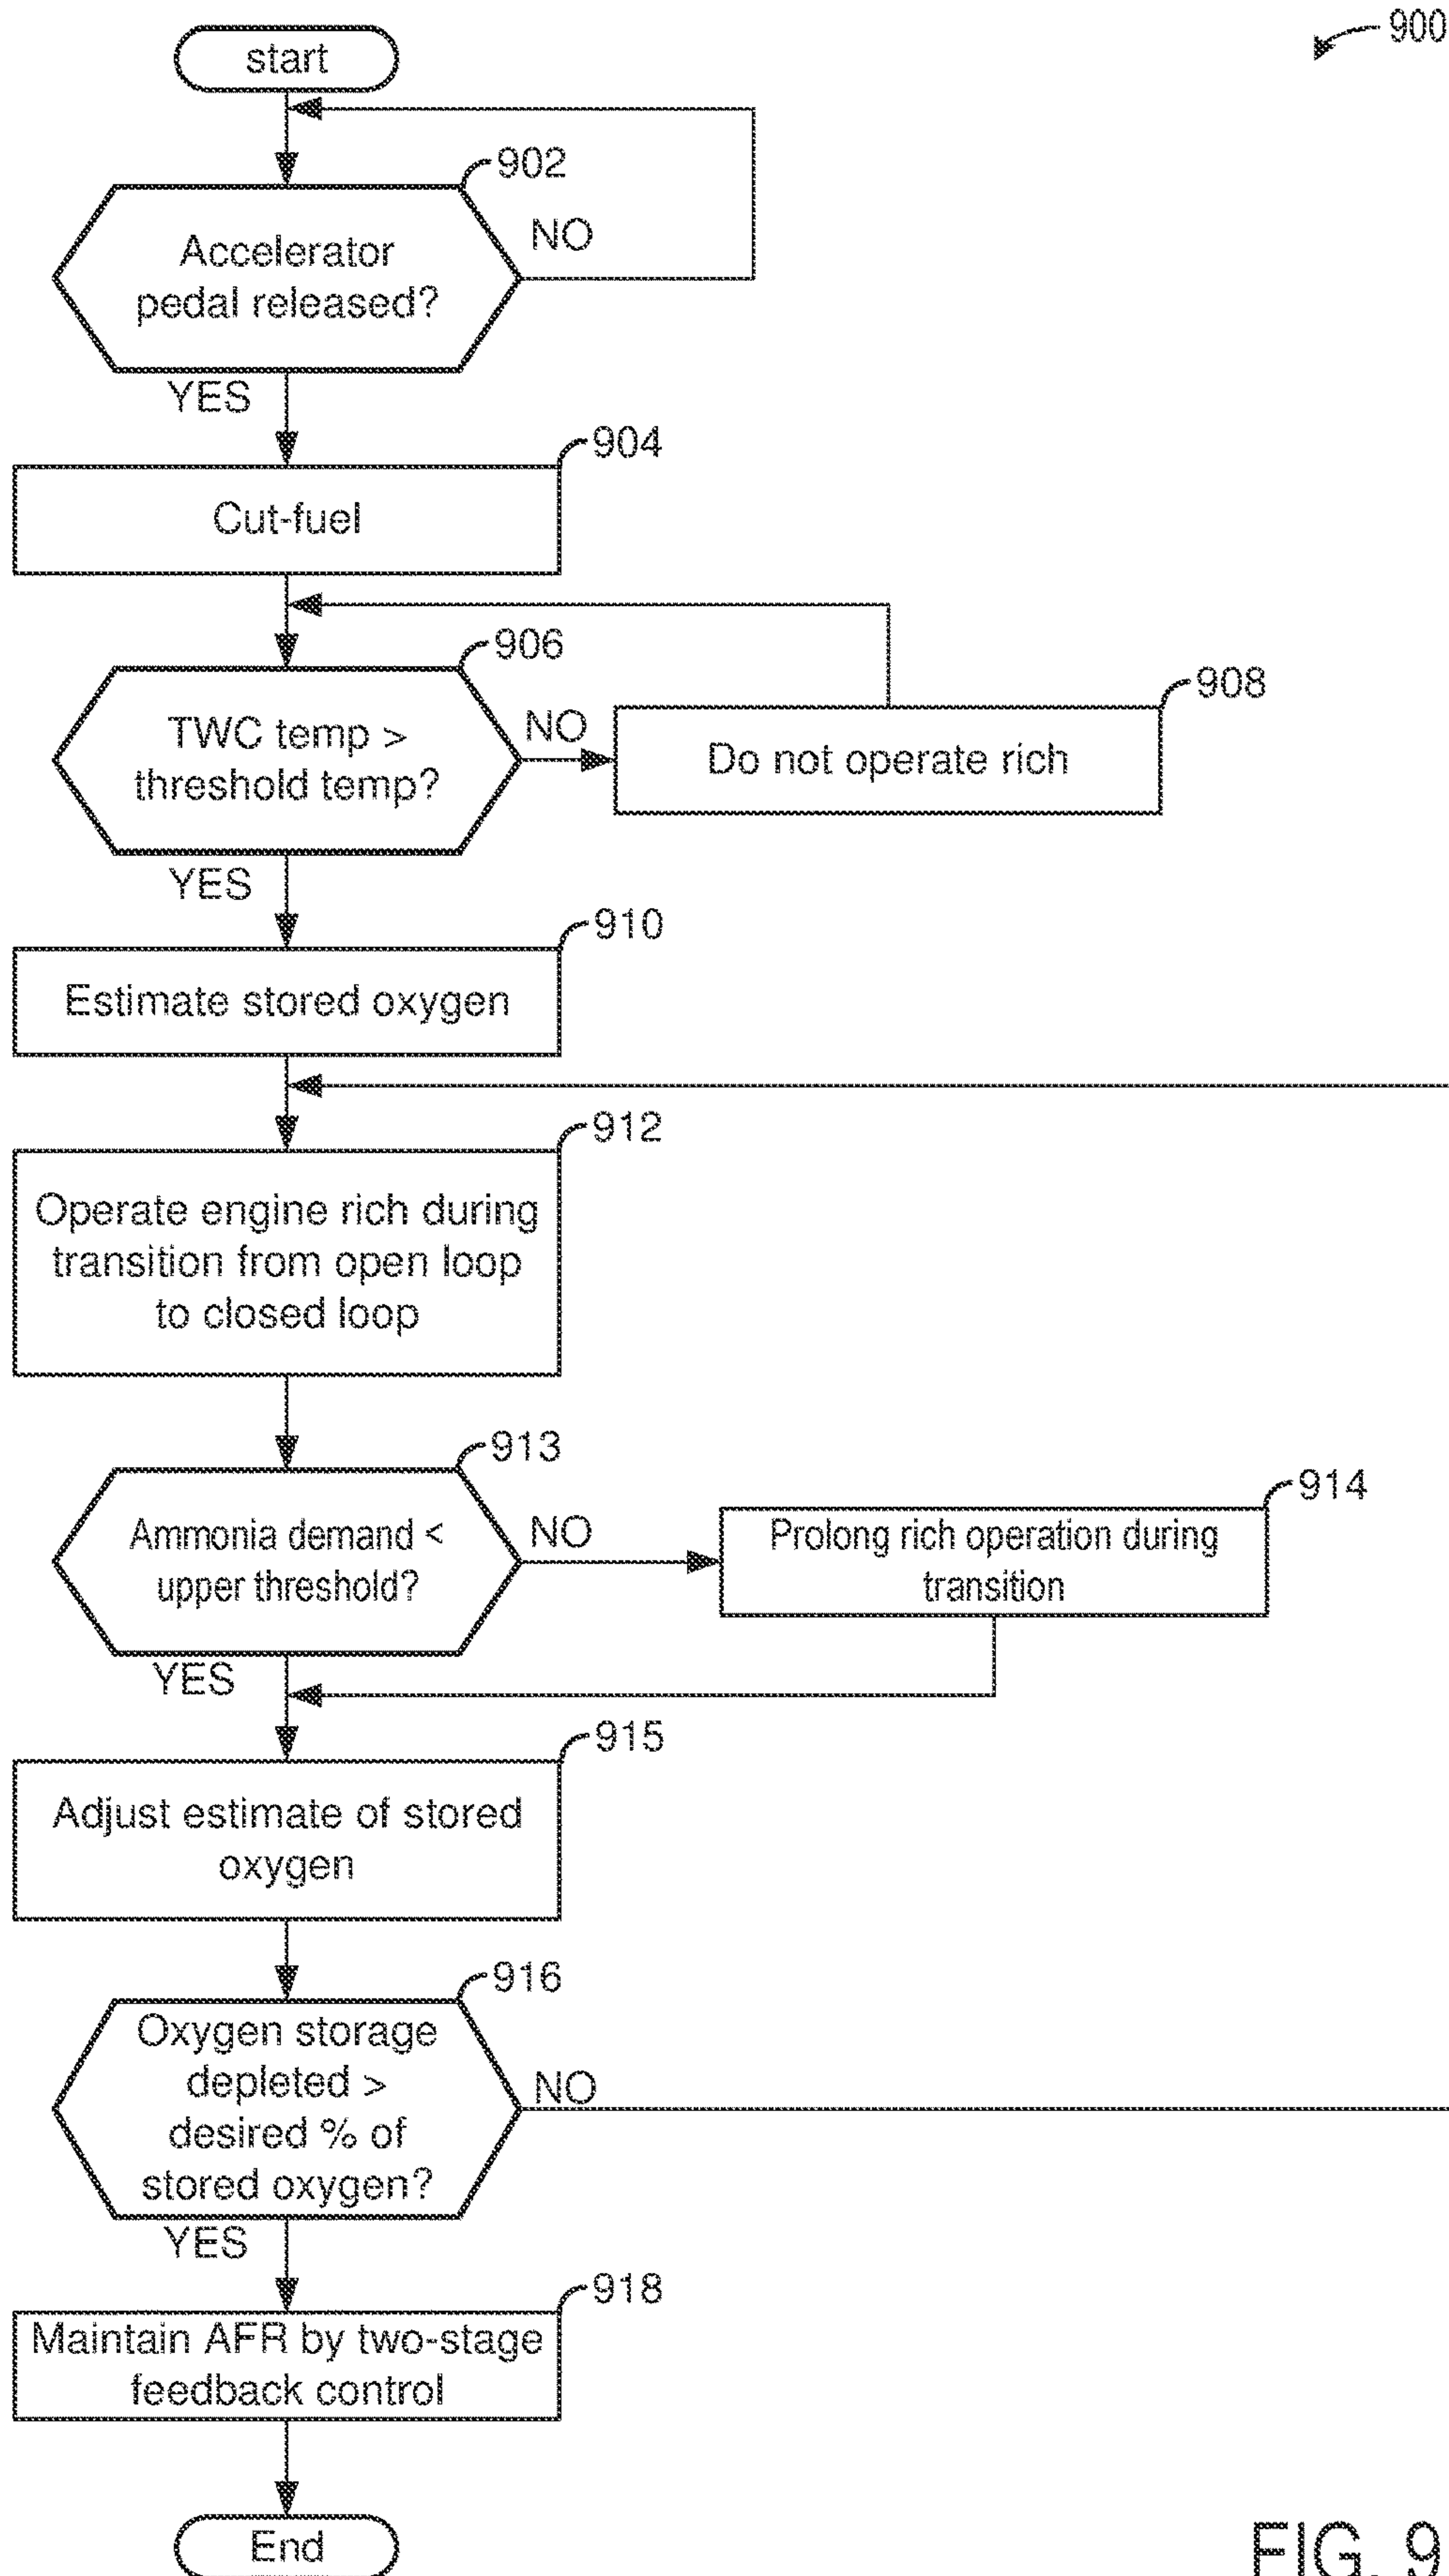 900
start
902
Accelerator
pedal released?
NO
YES
904
Cut-fuel
906
TWC temp >
threshold temp?
NO
908
Do not operate rich
YES
910
Estimate stored oxygen
912
Operate engine rich during
transition from open loop
to closed loop
913
Ammonia demand <
upper threshold?
NO
914
Prolong rich operation during
transition
YES
915
Adjust estimate of stored
oxygen
916
Oxygen storage
depleted >
desired % of
stored oxygen?
NO
YES
918
Maintain AFR by two-stage
feedback control
End
FIG. 9